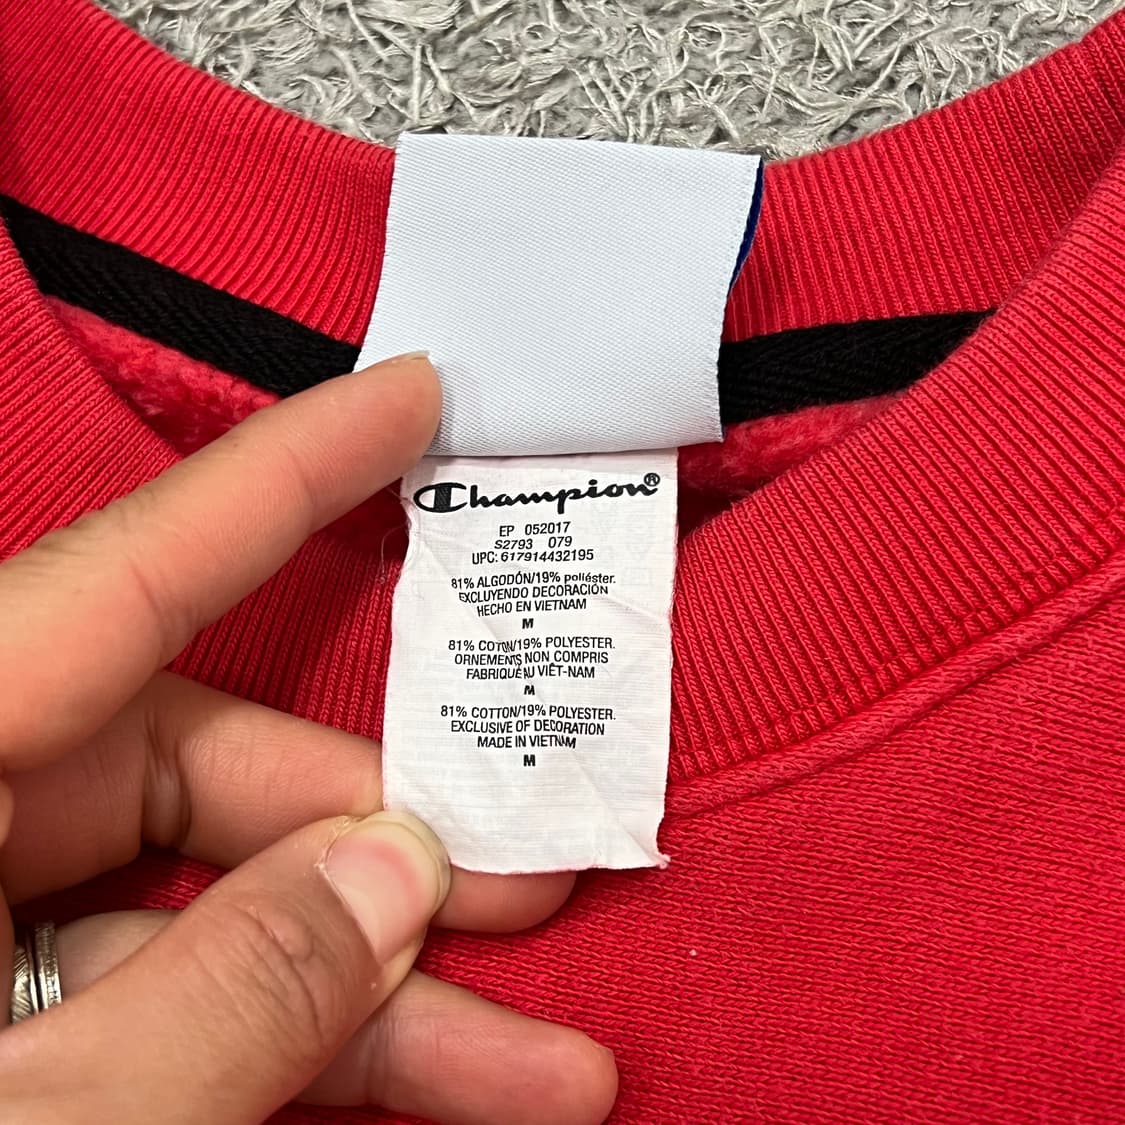 Champion®
EP 052017
S2793 079
UPC: 617914432195
81% ALGODÓN/19% poliéster.
EXCLUYENDO DECORACIÓN
HECHO EN VIETNAM
M
81% COTON/19% POLYESTER.
ORNEMENTS NON COMPRIS
FABRIQUÉ AU VIÊT-NAM
M
81% COTTON/19% POLYESTER.
EXCLUSIVE OF DECORATION
MADE IN VIETNAM
M